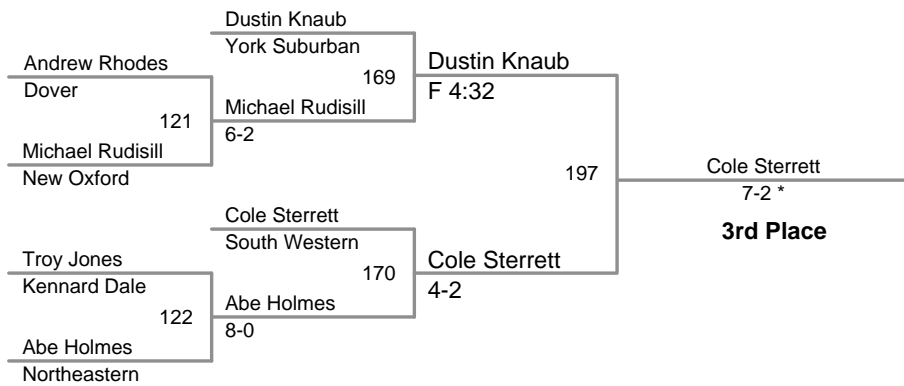 Dustin Knaub
York Suburban
Andrew Rhodes
Dover
169
Dustin Knaub
F 4:32
121
Michael Rudisill
6-2
Michael Rudisill
New Oxford
197
Cole Sterrett
7-2 *
3rd Place
Cole Sterrett
South Western
Troy Jones
Kennard Dale
170
Cole Sterrett
4-2
122
Abe Holmes
8-0
Abe Holmes
Northeastern